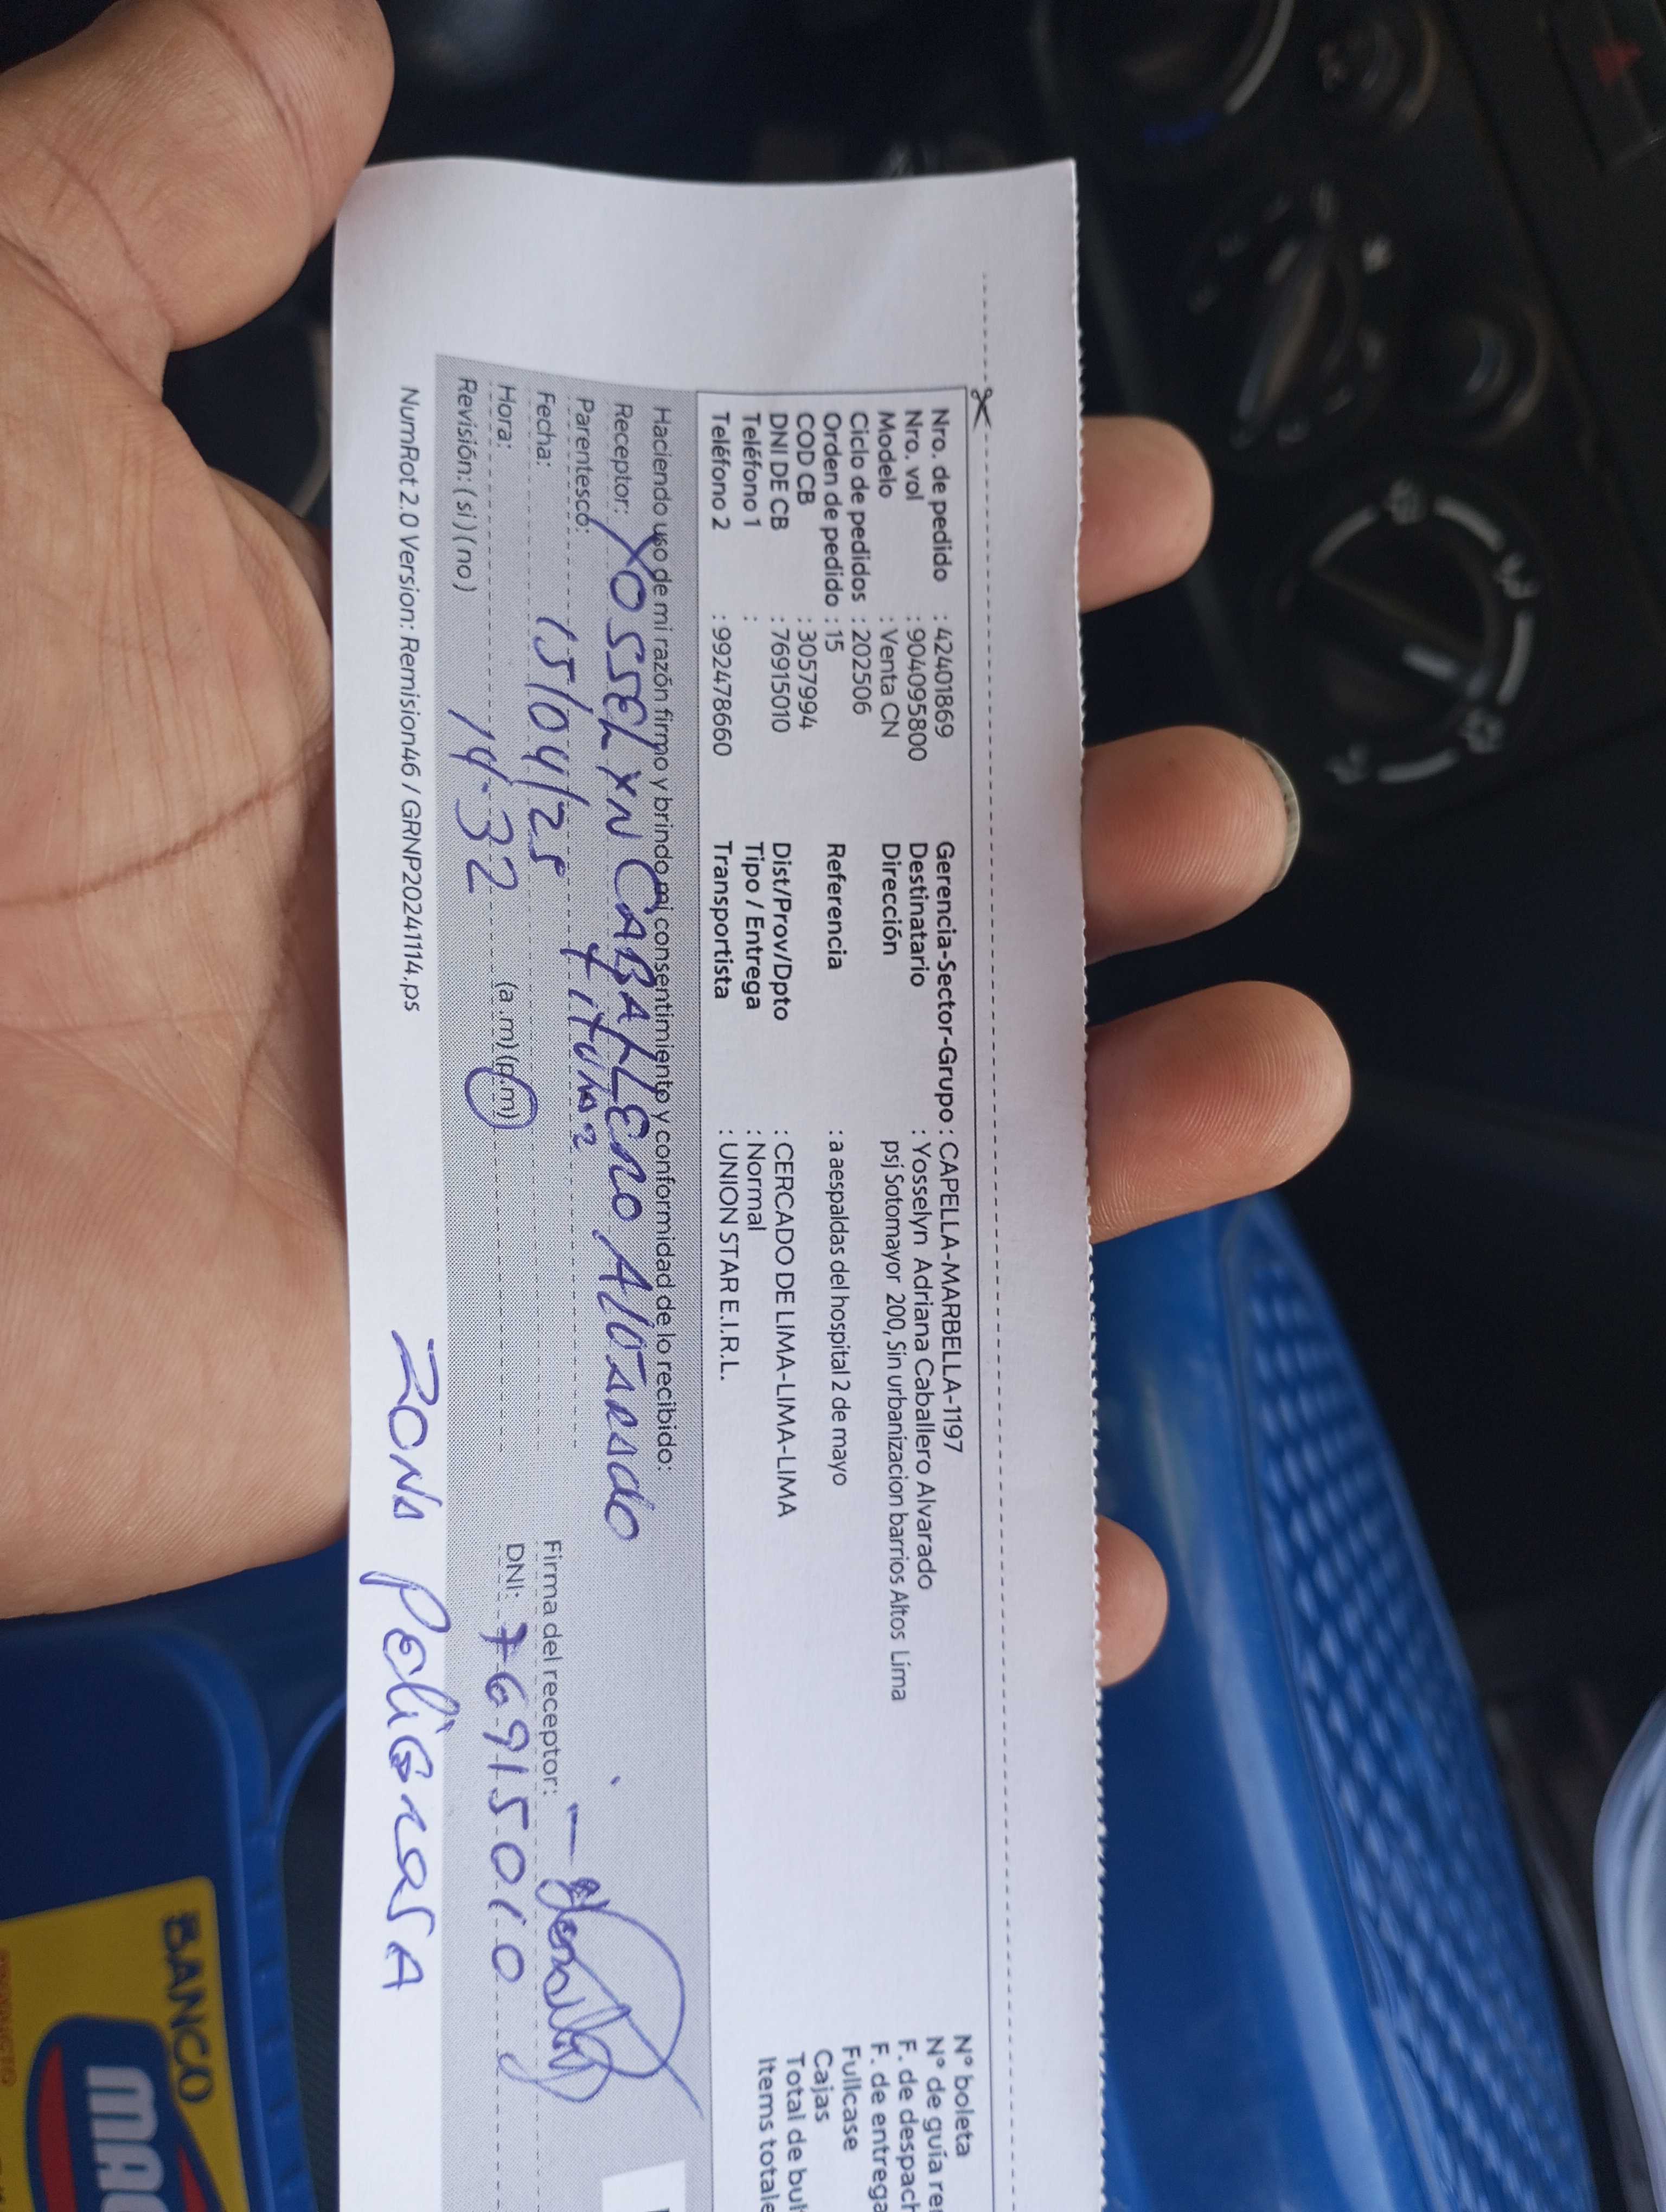 Nro. de pedido : 42401869
Nro. vol : 904095800
Modelo : Venta CN
Ciclo de pedidos : 202506
Orden de pedido : 15
COD CB : 3057994
DNI DE CB : 76915010
Teléfono 1 :
Teléfono 2 : 992478660
Gerencia-Sector-Grupo : CAPELLA-MARBELLA-1197
Destinatario : Yosselyn Adriana Caballero Alvarado
Dirección psj Sotomayor 200, Sin urbanizacion barrios Altos Lima
Referencia : a aespaldas del hospital 2 de mayo
Dist/Prov/Dpto : CERCADO DE LIMA-LIMA-LIMA
Tipo / Entrega : Normal
Transportista : UNION STAR E.I.R.L.
N° boleta
N° de guía
F. de
F. de entrega
Fullcase
Cajas
Total de
Items
Haciendo uso de mi razón firmo y brindo mi consentimiento y conformidad de lo recibido:
Receptor: YOSSELYN CABALLERO AlvARAdo
Parentesco: titular
Fecha: 15/04/25
Hora: 14:32 (a.m) (p.m)
Revisión: (si) (no)
Firma del receptor:
DNI: 76915010
NumRot 2.0 Version: Remision46 / GRNP20241114.ps
ZONA PeliGrosA
BANCO